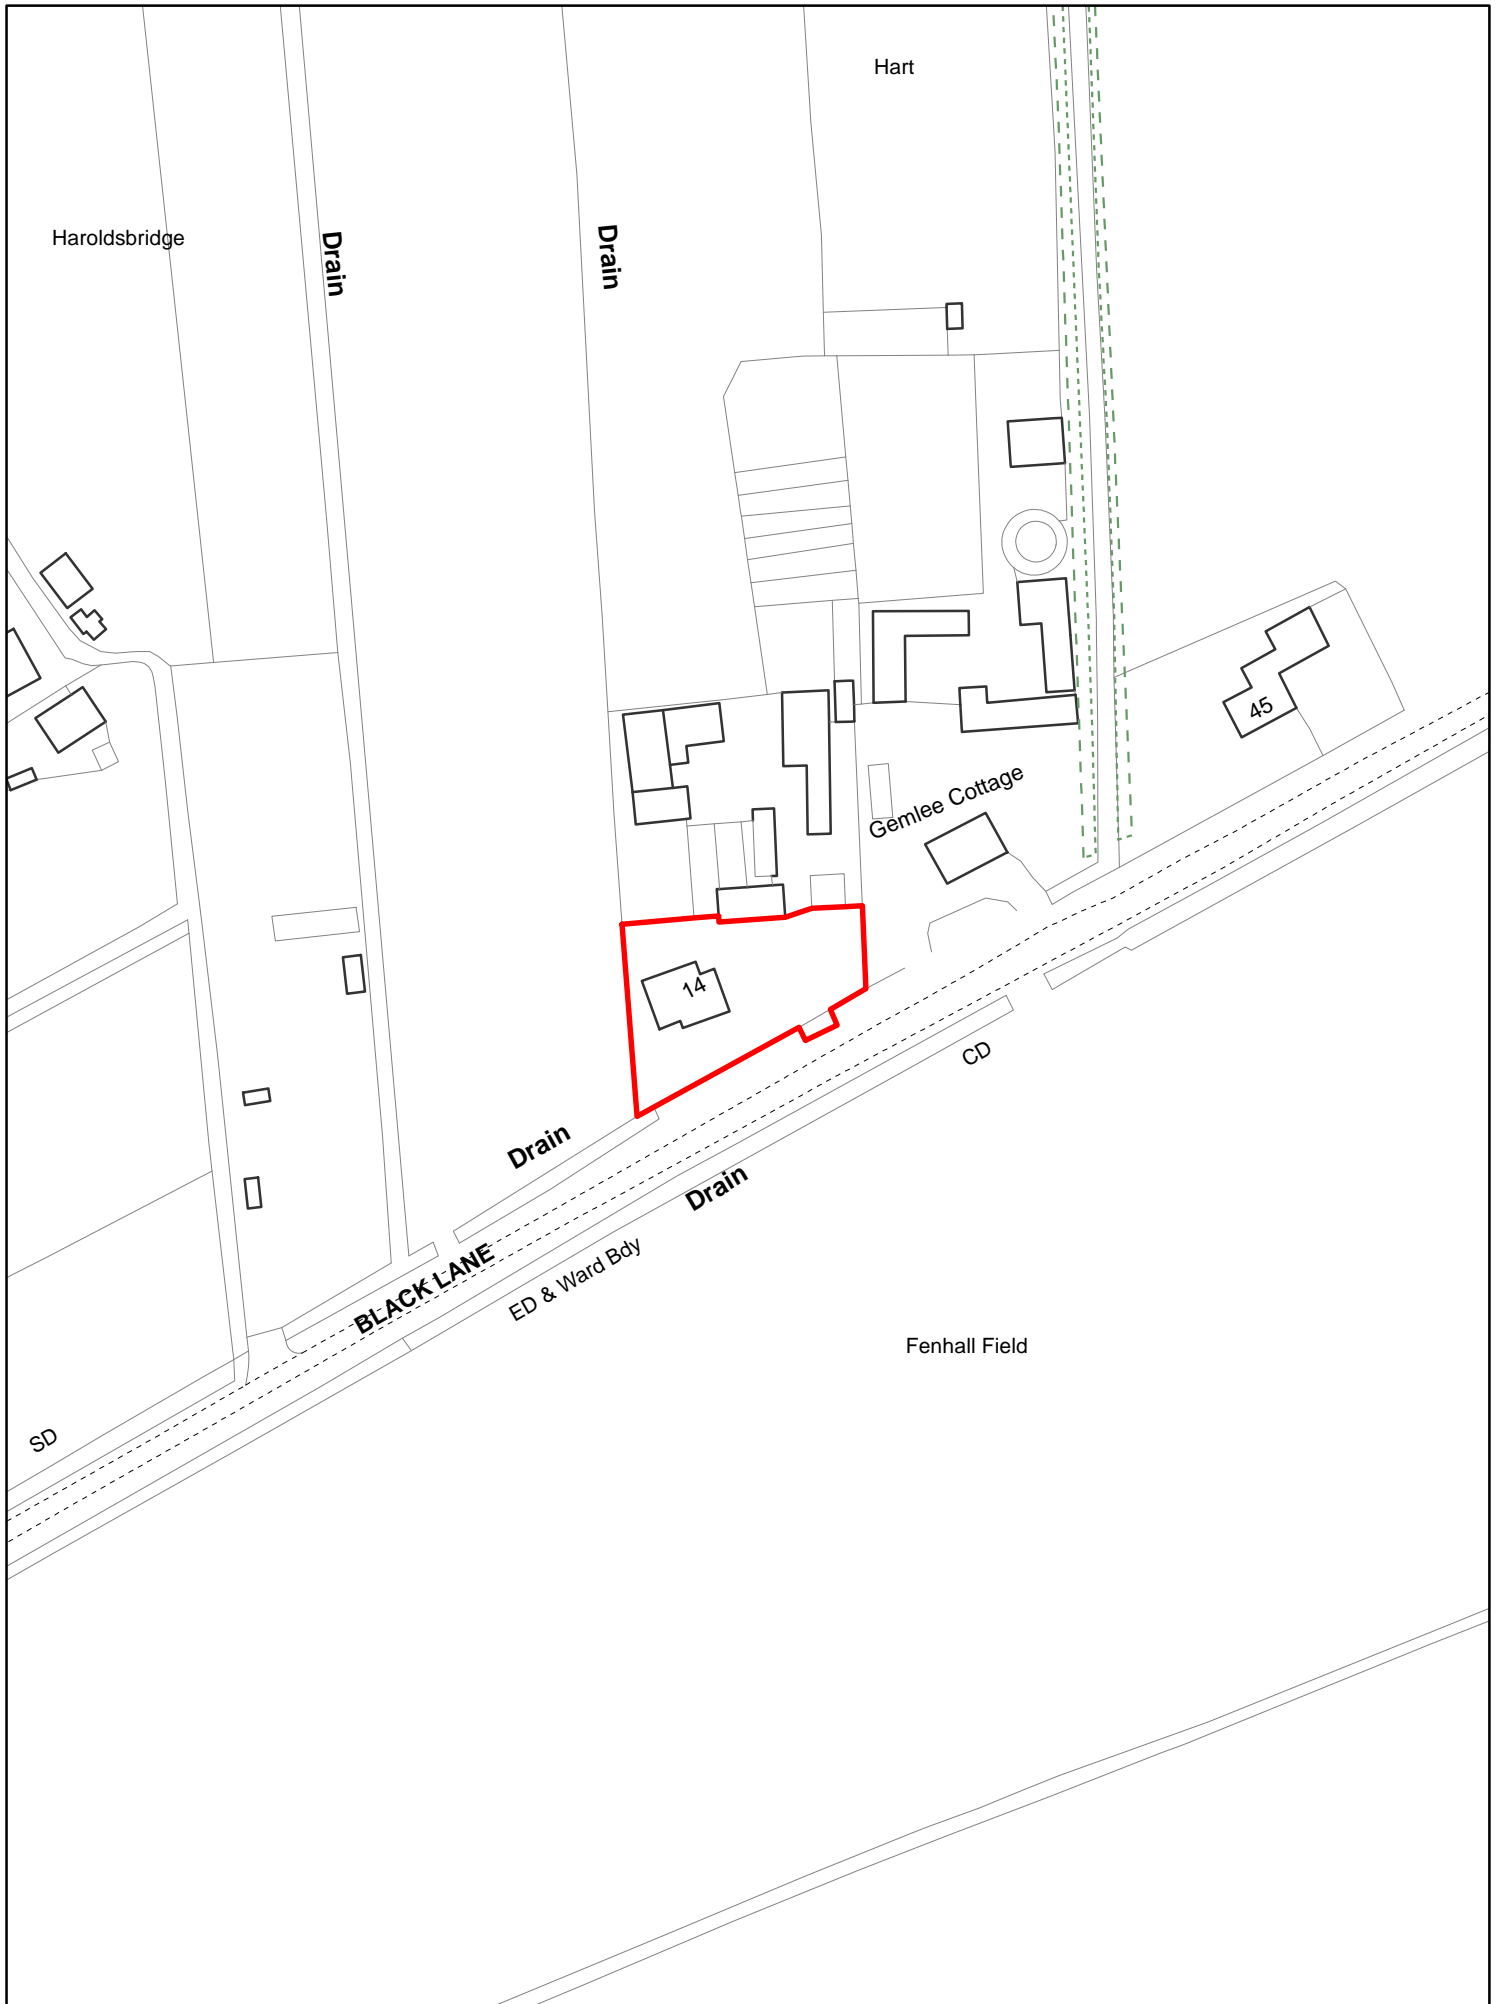 Hart
Haroldsbridge
Drain
Drain
45
Gemlee Cottage
14
CD
Drain
Drain
BLACK LANE
ED & Ward Bdy
Fenhall Field
SD